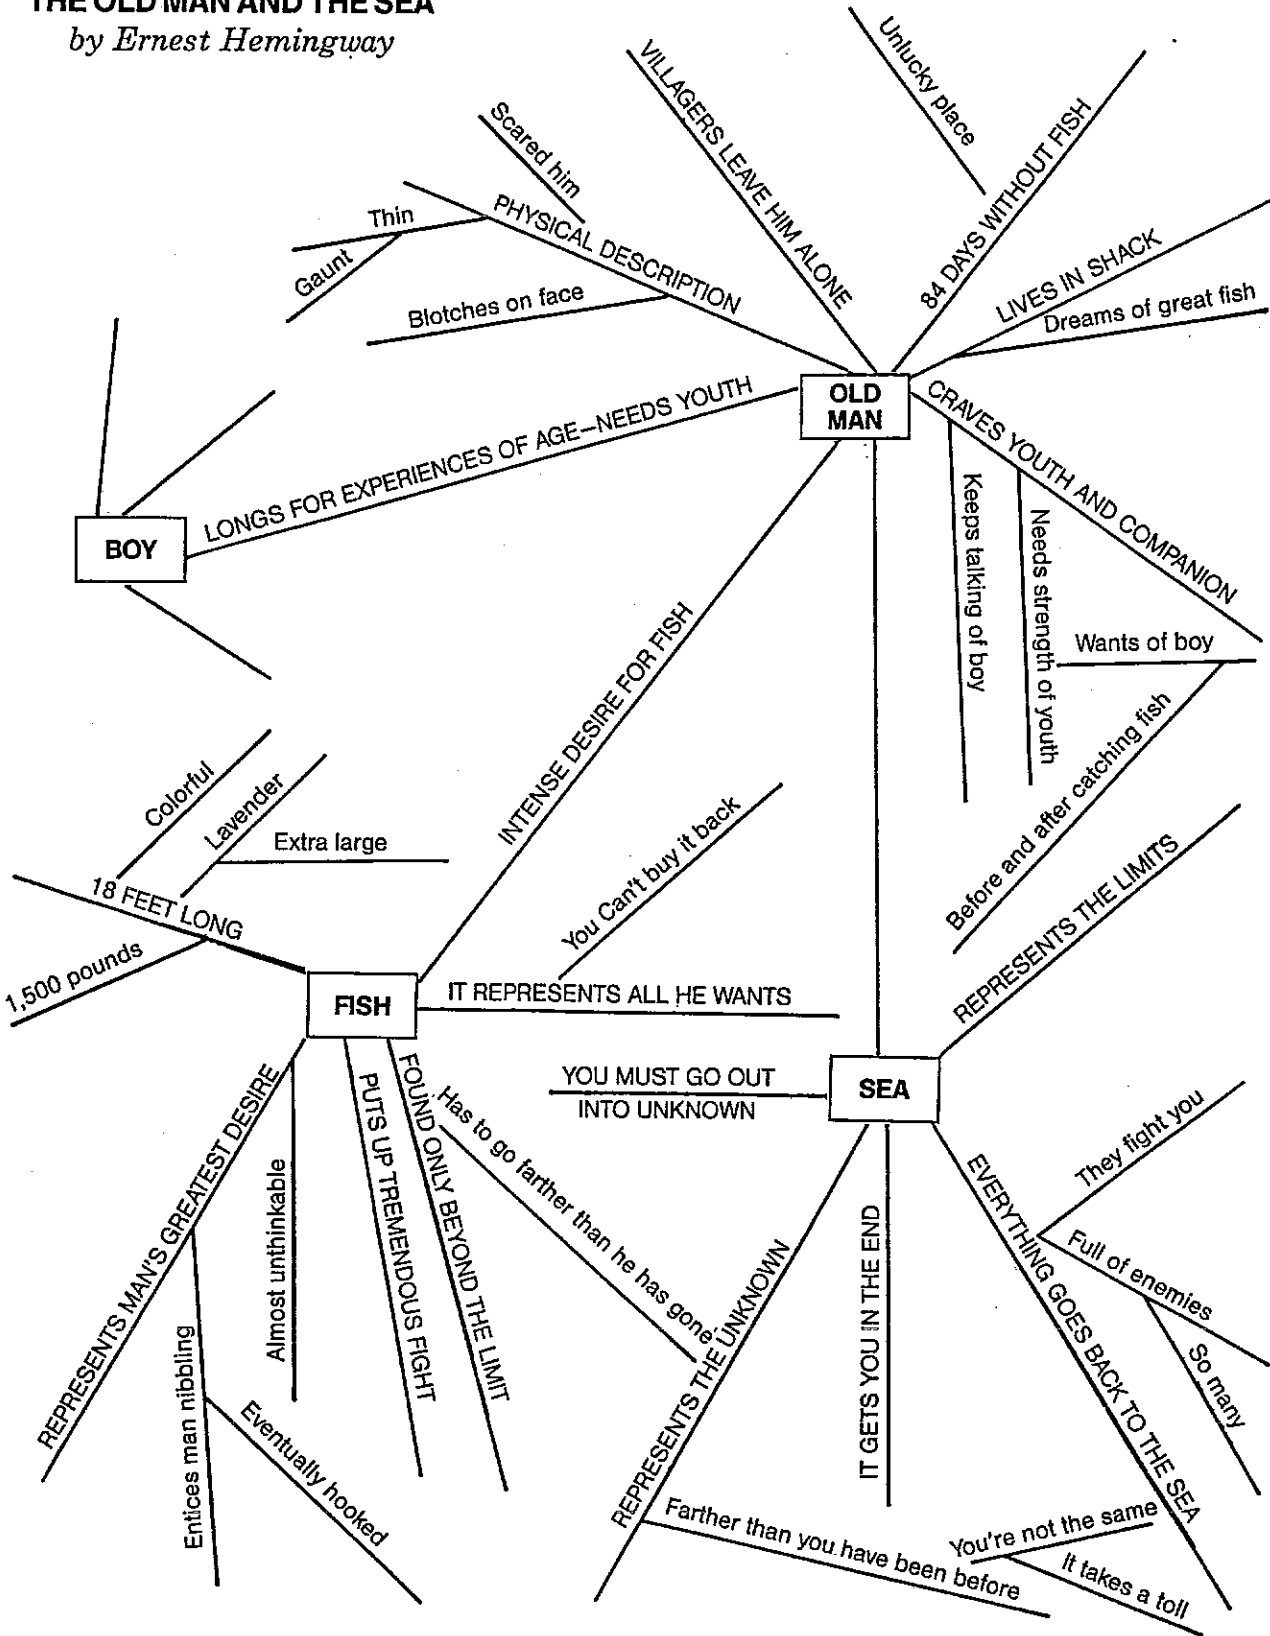 THE OLD MAN AND THE SEA
by Ernest Hemingway
Unlucky place
VILLAGERS LEAVE HIM ALONE
84 DAYS WITHOUT FISH
Scared him
PHYSICAL DESCRIPTION
Thin
Gaunt
Blotches on face
LIVES IN SHACK
Dreams of great fish
OLD
MAN
CRAVES YOUTH AND COMPANION
LONGS FOR EXPERIENCES OF AGE–NEEDS YOUTH
BOY
Keeps talking of boy
Needs strength of youth
Wants of boy
Before and after catching fish
INTENSE DESIRE FOR FISH
Colorful
Lavender
Extra large
18 FEET LONG
1,500 pounds
You Can't buy it back
REPRESENTS THE LIMITS
FISH
IT REPRESENTS ALL HE WANTS
YOU MUST GO OUT
INTO UNKNOWN
SEA
REPRESENTS MAN'S GREATEST DESIRE
Almost unthinkable
PUTS UP TREMENDOUS FIGHT
FOUND ONLY BEYOND THE LIMIT
Has to go farther than he has gone.
Entices man nibbling
Eventually hooked
REPRESENTS THE UNKNOWN
IT GETS YOU IN THE END
EVERYTHING GOES BACK TO THE SEA
They fight you
Full of enemies
So many
Farther than you have been before
You're not the same
It takes a toll